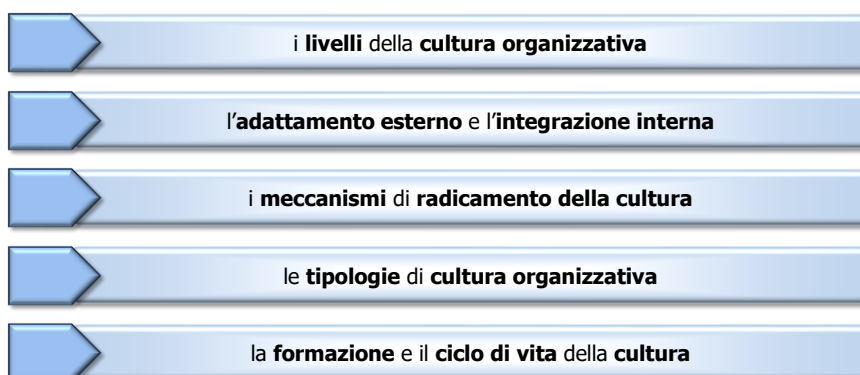 i livelli della cultura organizzativa
l'adattamento esterno e l'integrazione interna
i meccanismi di radicamento della cultura
le tipologie di cultura organizzativa
la formazione e il ciclo di vita della cultura